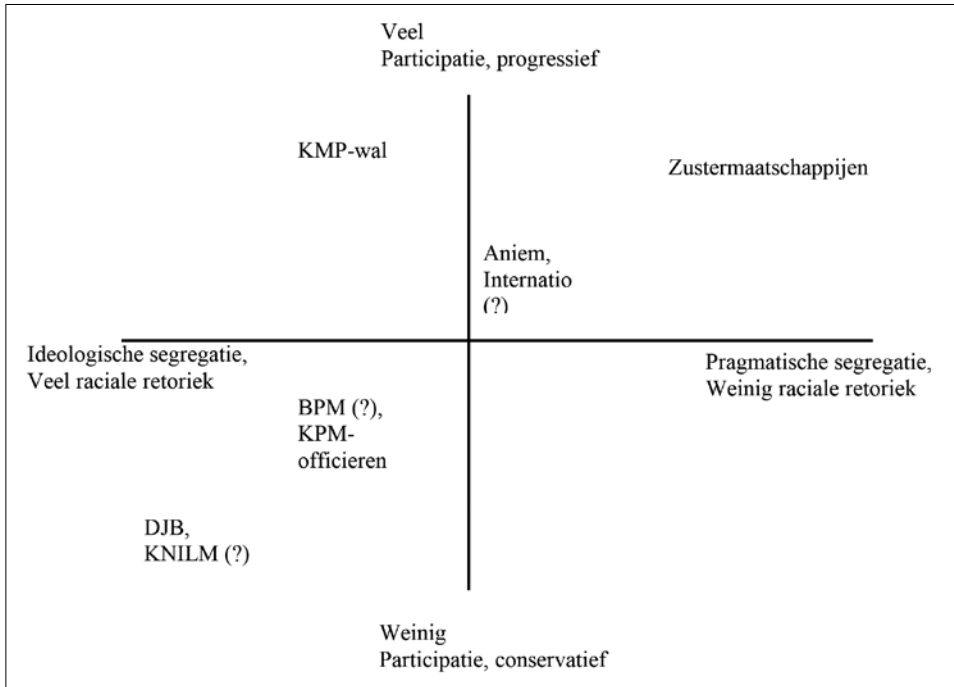 Veel
Participatie, progressief
KMP-wal
Zustermaatschappijen
Aniem,
Internatio
(?)
Ideologische segregatie,
Veel raciale retoriek
Pragmatische segregatie,
Weinig raciale retoriek
BPM (?),
KPM-
officieren
DJB,
KNILM (?)
Weinig
Participatie, conservatief